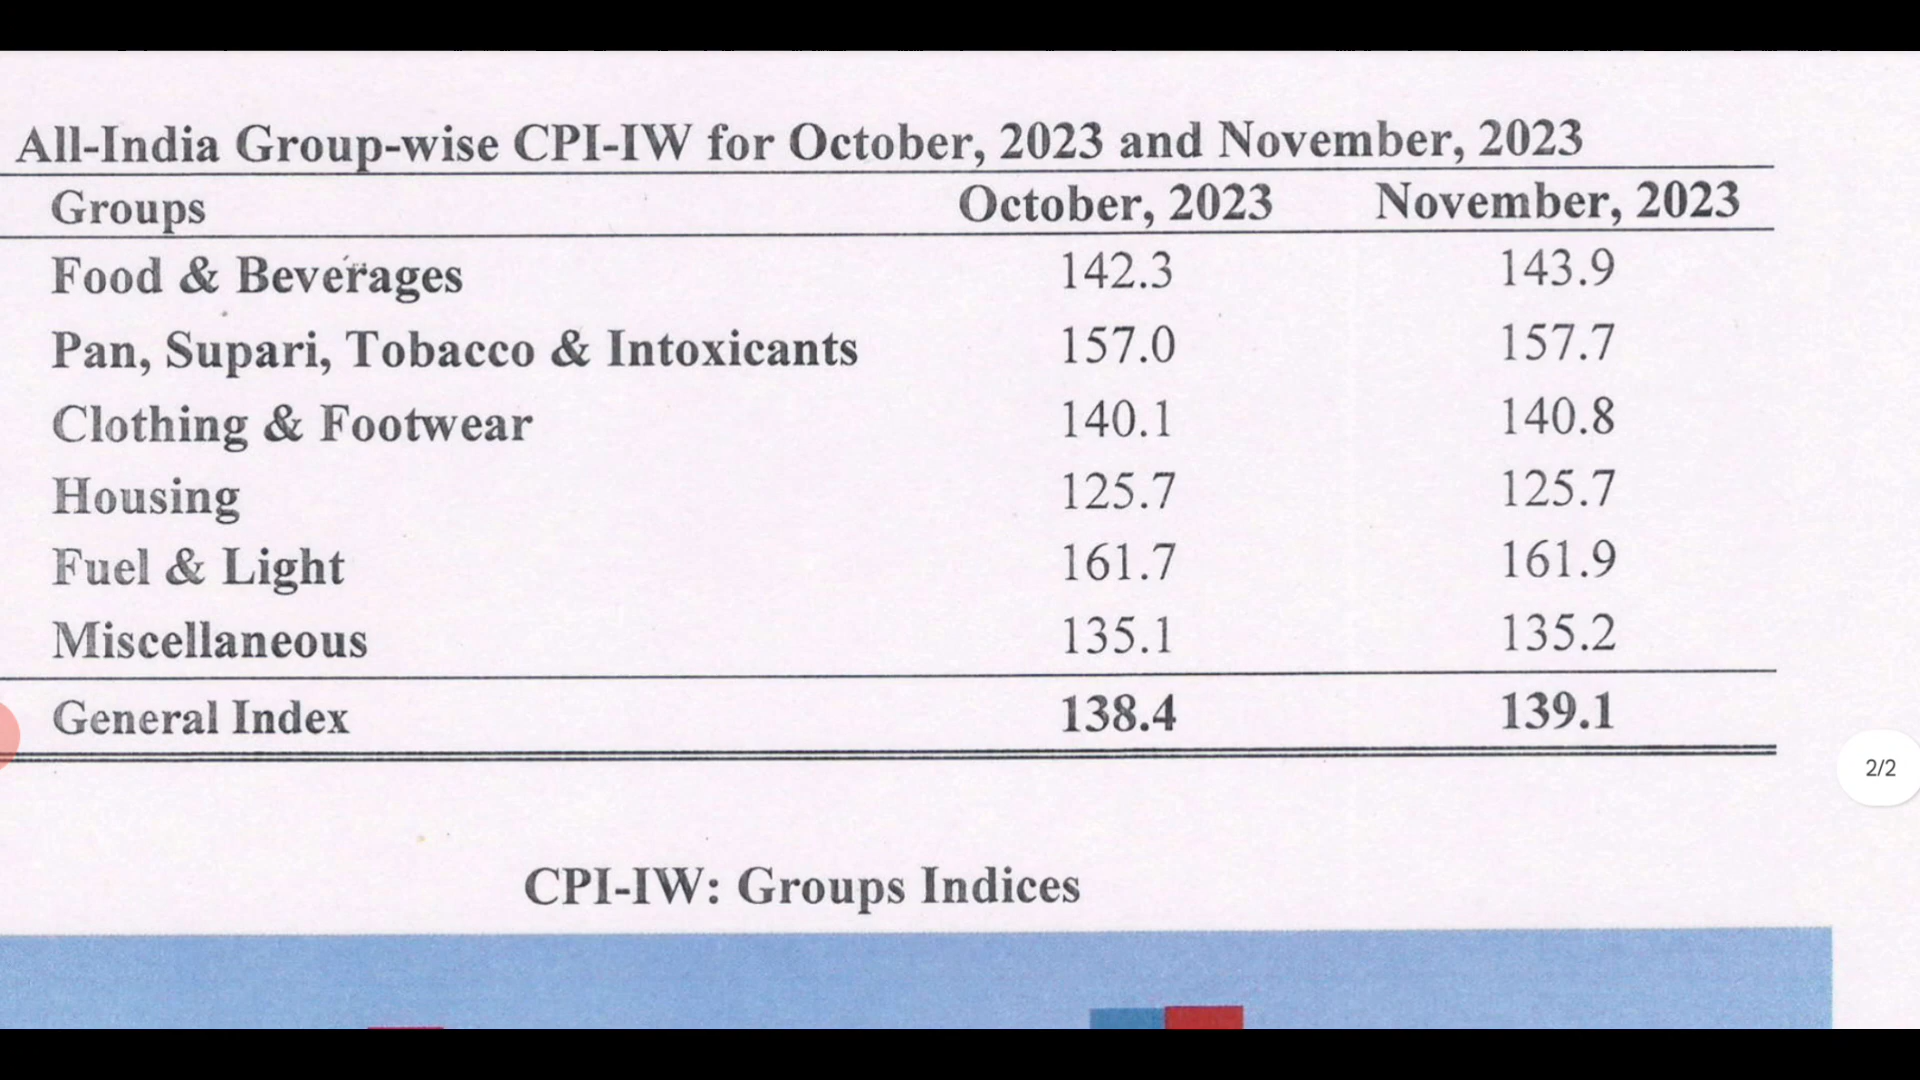 All-India Group-wise CPI-IW for October, 2023 and November, 2023
Groups October, 2023 November, 2023
Food & Beverages 142.3 143.9
Pan, Supari, Tobacco & Intoxicants 157.0 157.7
Clothing & Footwear 140.1 140.8
Housing 125.7 125.7
Fuel & Light 161.7 161.9
Miscellaneous 135.1 135.2
General Index 138.4 139.1
2/2
CPI-IW: Groups Indices